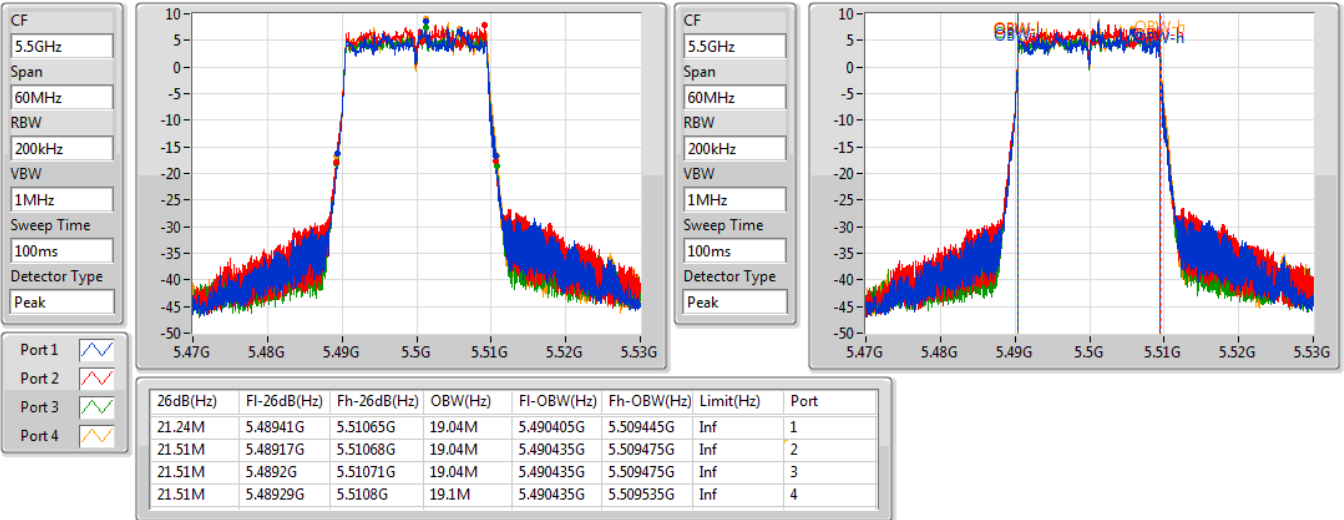 CF
5.5GHz
Span
60MHz
RBW
200kHz
VBW
1MHz
Sweep Time
100ms
Detector Type
Peak
10
5
0
-5
-10
-15
-20
-25
-30
-35
-40
-45
-50
5.47G 5.48G 5.49G 5.5G 5.51G 5.52G 5.53G
CF
5.5GHz
Span
60MHz
RBW
200kHz
VBW
1MHz
Sweep Time
100ms
Detector Type
Peak
10
5
0
-5
-10
-15
-20
-25
-30
-35
-40
-45
-50
OBW-h
OBW-h
5.47G 5.48G 5.49G 5.5G 5.51G 5.52G 5.53G
Port 1
Port 2
Port 3
Port 4
26dB(Hz) Fl-26dB(Hz) Fh-26dB(Hz) OBW(Hz) Fl-OBW(Hz) Fh-OBW(Hz) Limit(Hz) Port
21.24M 5.48941G 5.51065G 19.04M 5.490405G 5.509445G Inf 1
21.51M 5.48917G 5.51068G 19.04M 5.490435G 5.509475G Inf 2
21.51M 5.4892G 5.51071G 19.04M 5.490435G 5.509475G Inf 3
21.51M 5.48929G 5.5108G 19.1M 5.490435G 5.509535G Inf 4